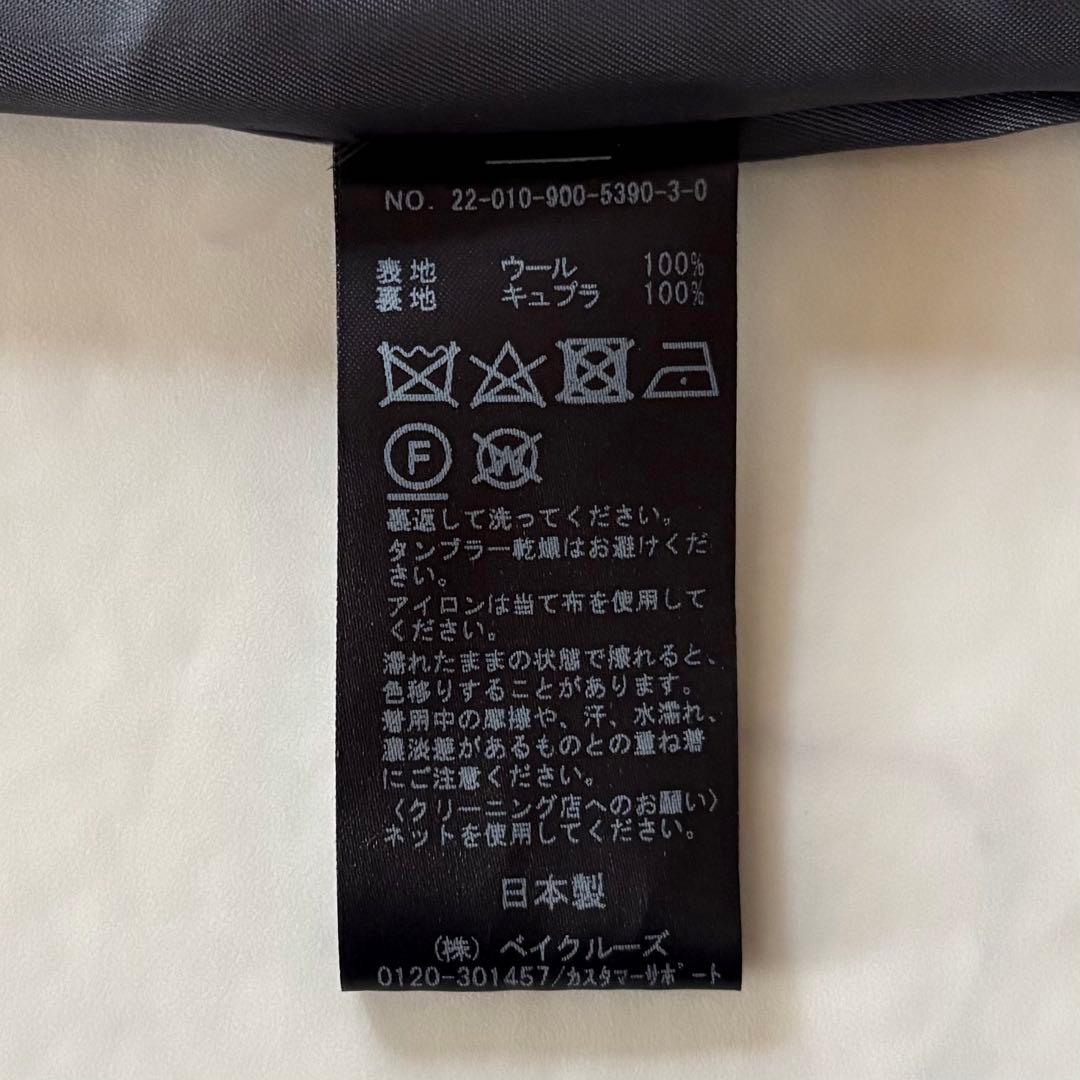 NO. 22-010-900-5390-3-0
表地 ウール 100%
裏地 キュプラ 100%
F W
裏返して洗ってください。
タンブラー乾燥はお避けくだ
さい。
アイロンは当て布を使用して
ください。
濡れたままの状態で擦れると、
色移りすることがあります。
着用中の摩擦や、汗、水濡れ、
濃淡差があるものとの重ね着
にご注意ください。
〈クリーニング店へのお願い〉
ネットを使用してください。
日本製
(株) ベイクルーズ
0120-301457/カスタマーサポート